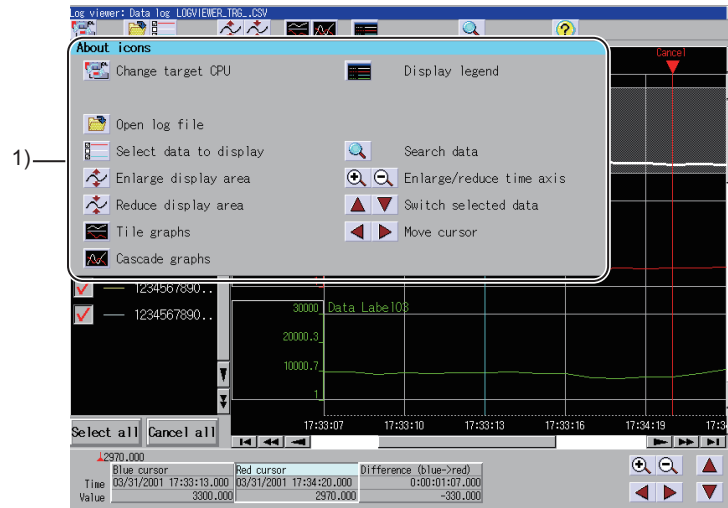 Log viewer: Data log LOGVIEWER_TRG_.CSV
About icons
Cancel
Change target CPU
Display legend
Open log file
1)
Select data to display
Search data
Enlarge display area
Enlarge/reduce time axis
Reduce display area
Switch selected data
Tile graphs
Move cursor
Cascade graphs
1234567890..
1234567890..
30000
Data Label03
20000.3
10000.7
1
17:33:07
17:33:10
17:33:13
17:33:16
17:34:19
17:3
Select all
Cancel all
2970.000
Blue cursor
Red cursor
Difference (blue->red)
Time
03/31/2001 17:33:13.000
03/31/2001 17:34:20.000
0:00:01:07.000
Value
3300.000
2970.000
-330.000